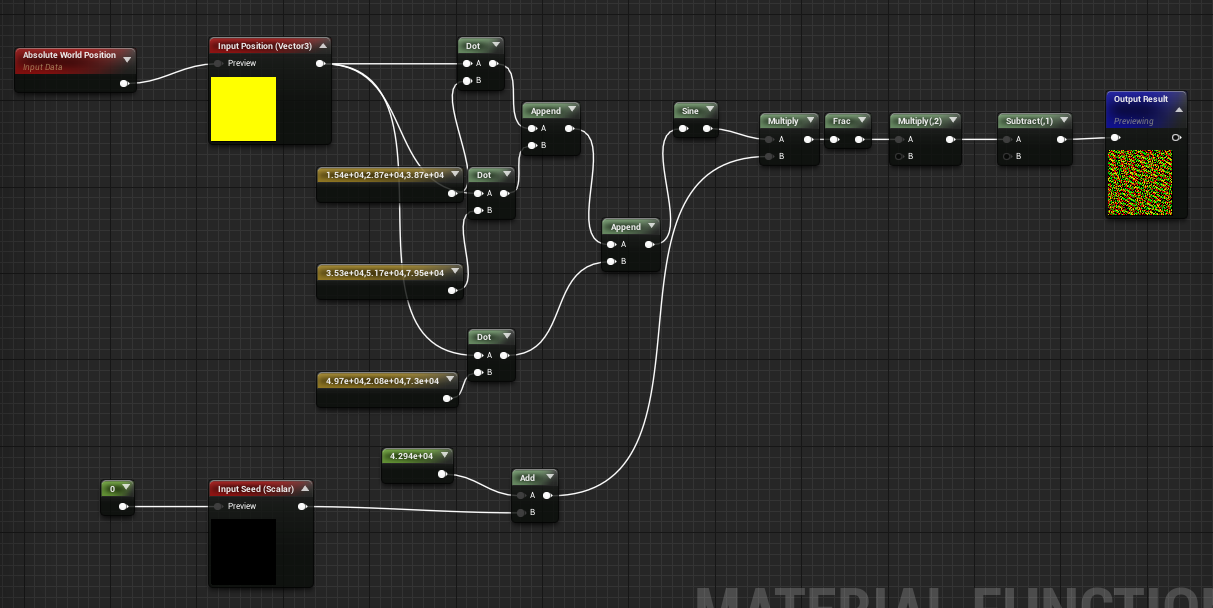 Absolute World Position
Input Data
Input Position (Vector3)
Preview
Dot
A
B
Append
A
B
1.54e+04,2.87e+04,3.87e+04
Dot
A
B
3.53e+04,5.17e+04,7.95e+04
Append
A
B
Dot
A
B
4.97e+04,2.08e+04,7.3e+04
Sine
Multiply
A
B
Frac
Multiply(,2)
A
B
Subtract(,1)
A
B
Output Result
Previewing
4.294e+04
Add
A
B
0
Input Seed (Scalar)
Preview
MATERIAL FUNCTIO